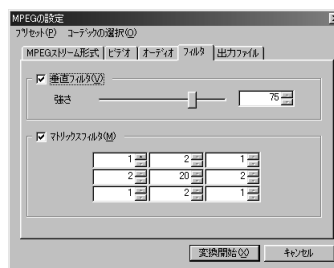 MPEGの設定
プリセット(P) コーデックの選択(O)
MPEGストリーム形式 ビデオ オーディオ フィルタ 出力ファイル
垂直フィルタ(V)
強さ 75
マトリックスフィルタ(M)
1 2 1
2 20 2
1 2 1
変換開始(X) キャンセル